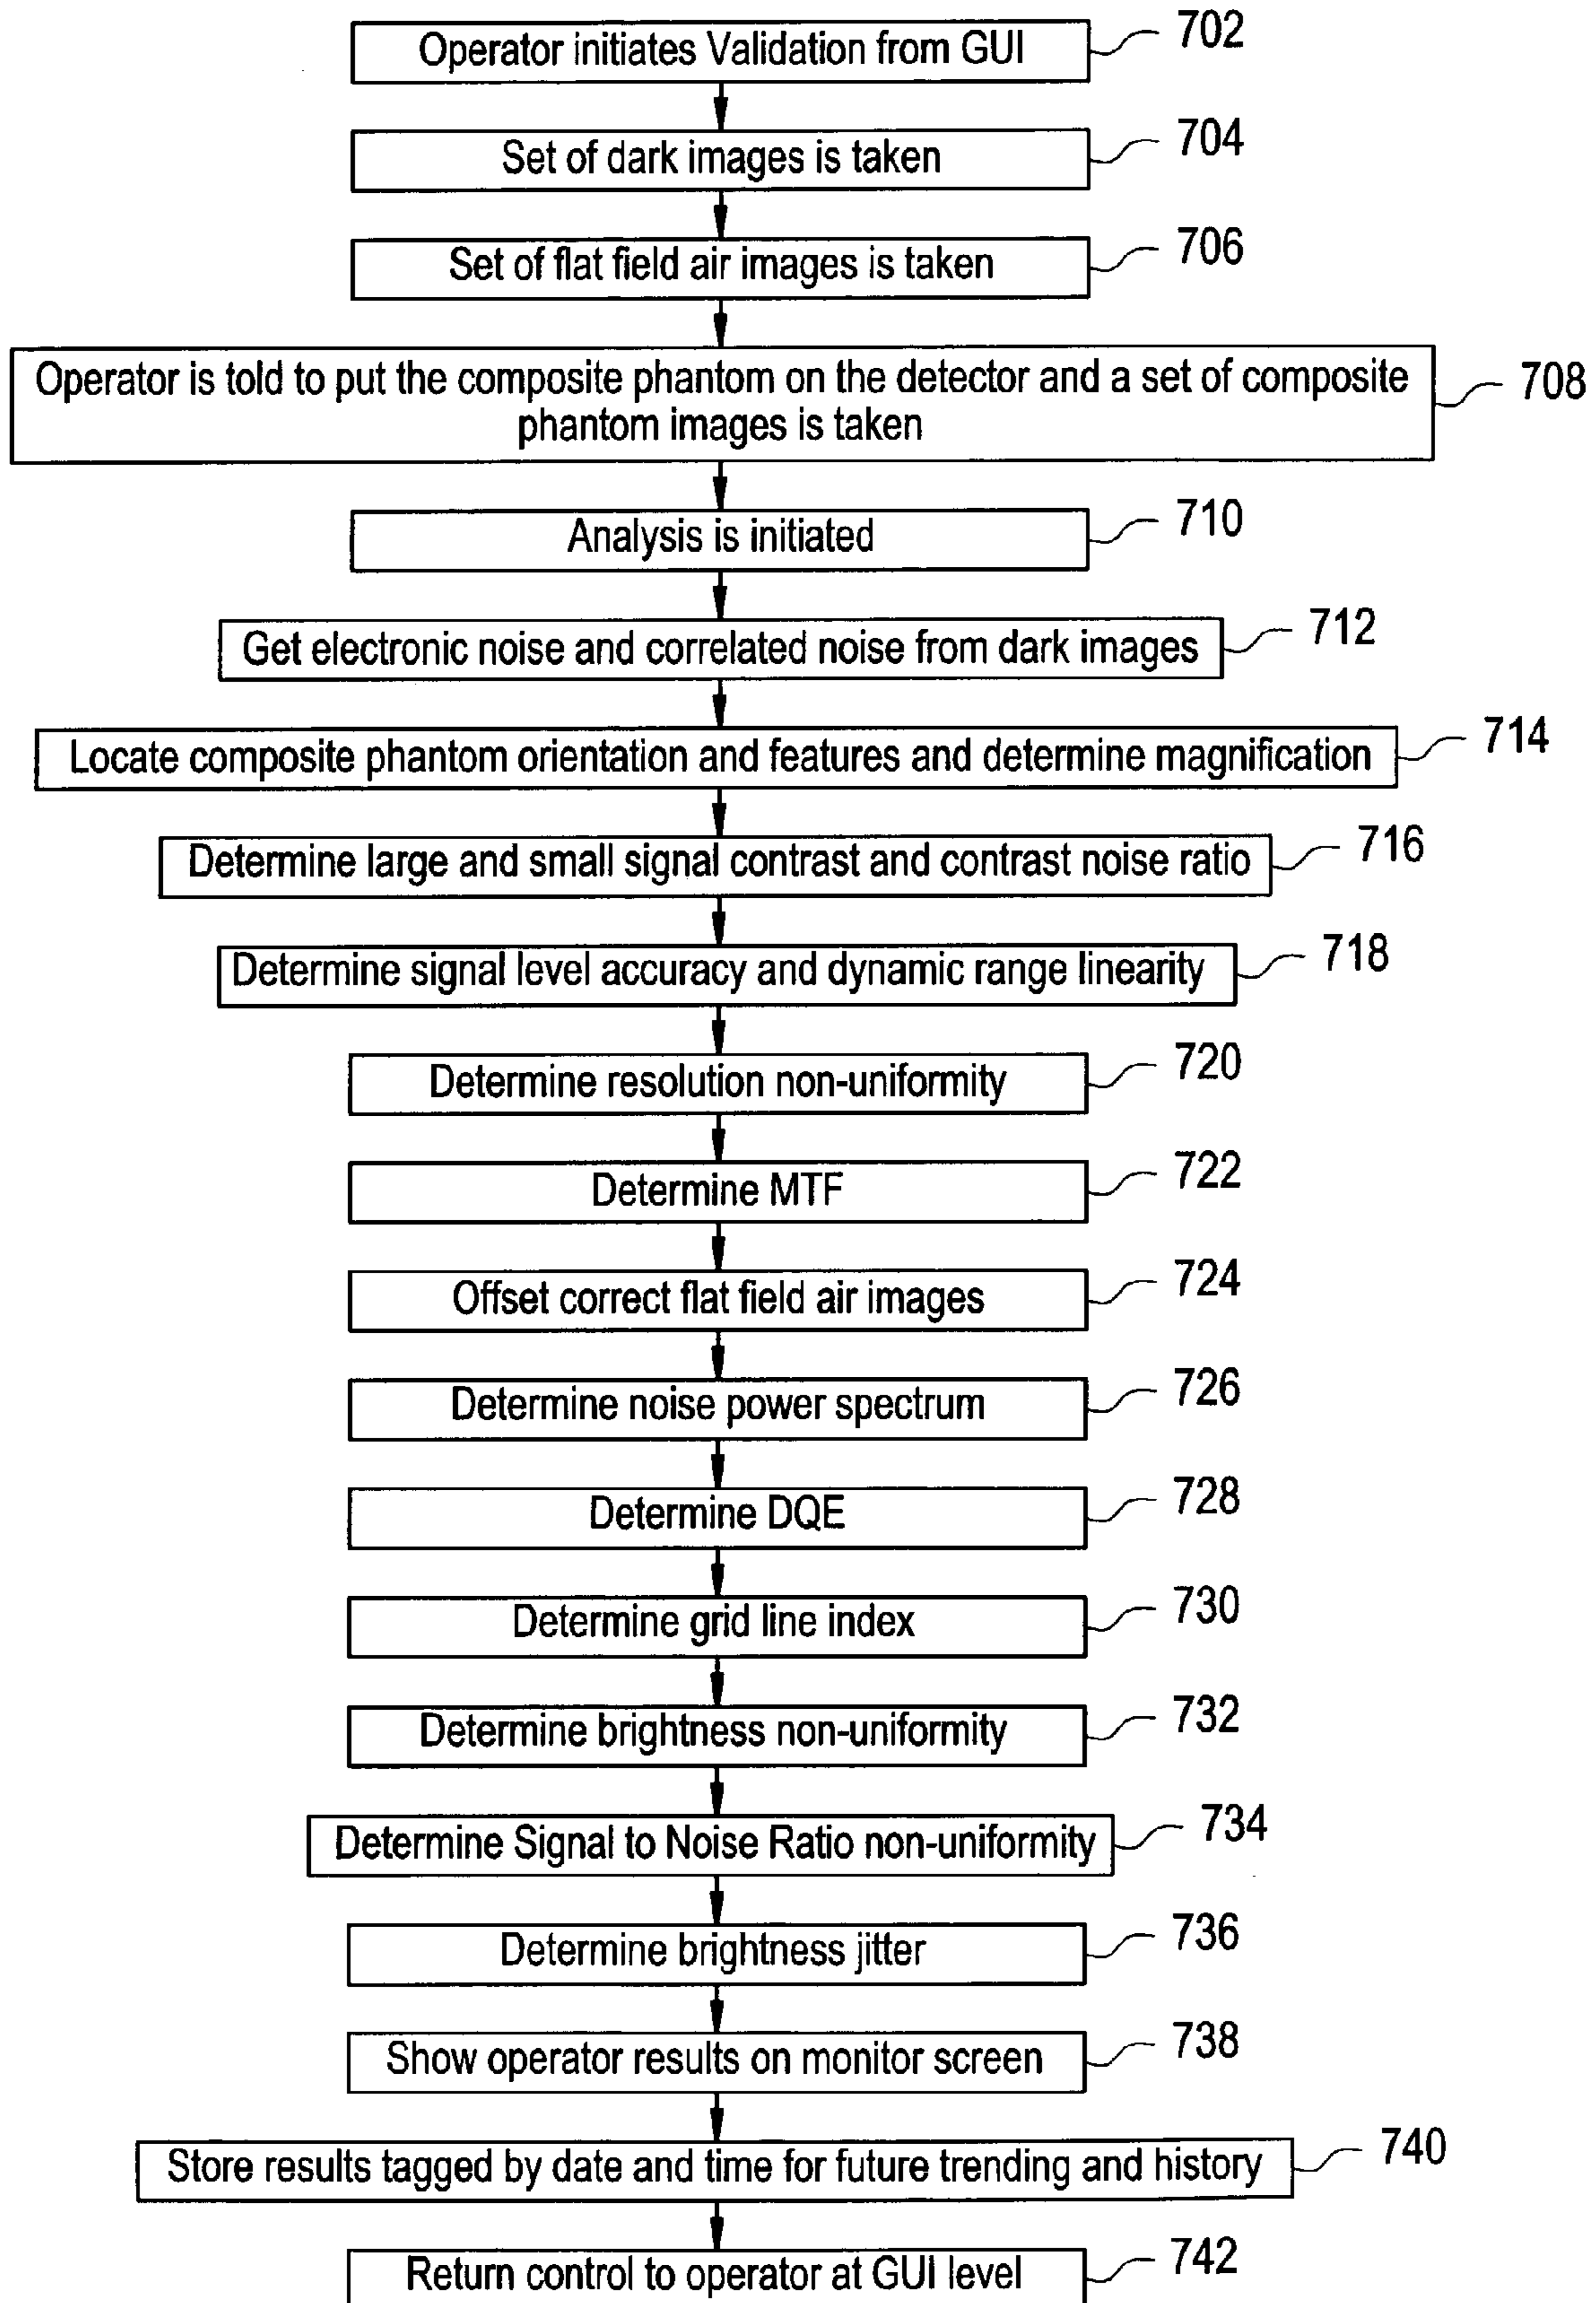 Operator initiates Validation from GUI
702
Set of dark images is taken
704
Set of flat field air images is taken
706
Operator is told to put the composite phantom on the detector and a set of composite
phantom images is taken
708
Analysis is initiated
710
Get electronic noise and correlated noise from dark images
712
Locate composite phantom orientation and features and determine magnification
714
Determine large and small signal contrast and contrast noise ratio
716
Determine signal level accuracy and dynamic range linearity
718
Determine resolution non-uniformity
720
Determine MTF
722
Offset correct flat field air images
724
Determine noise power spectrum
726
Determine DQE
728
Determine grid line index
730
Determine brightness non-uniformity
732
Determine Signal to Noise Ratio non-uniformity
734
Determine brightness jitter
736
Show operator results on monitor screen
738
Store results tagged by date and time for future trending and history
740
Return control to operator at GUI level
742